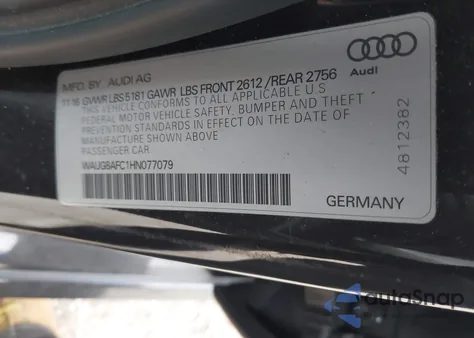 MFD. BY AUDI AG
11-16 GVWR LBS 5181 GAWR LBS FRONT 2612 / REAR 2756
THIS VEHICLE CONFORMS TO ALL APPLICABLE U.S
FEDERAL MOTOR VEHICLE SAFETY, BUMPER AND THEFT
PREVENTION STANDARDS IN EFFECT ON THE DATE OF
MANUFACTURE SHOWN ABOVE.
PASSENGER CAR
WAUG8AFC1HN077079
Audi
4812382
GERMANY
autoSnap